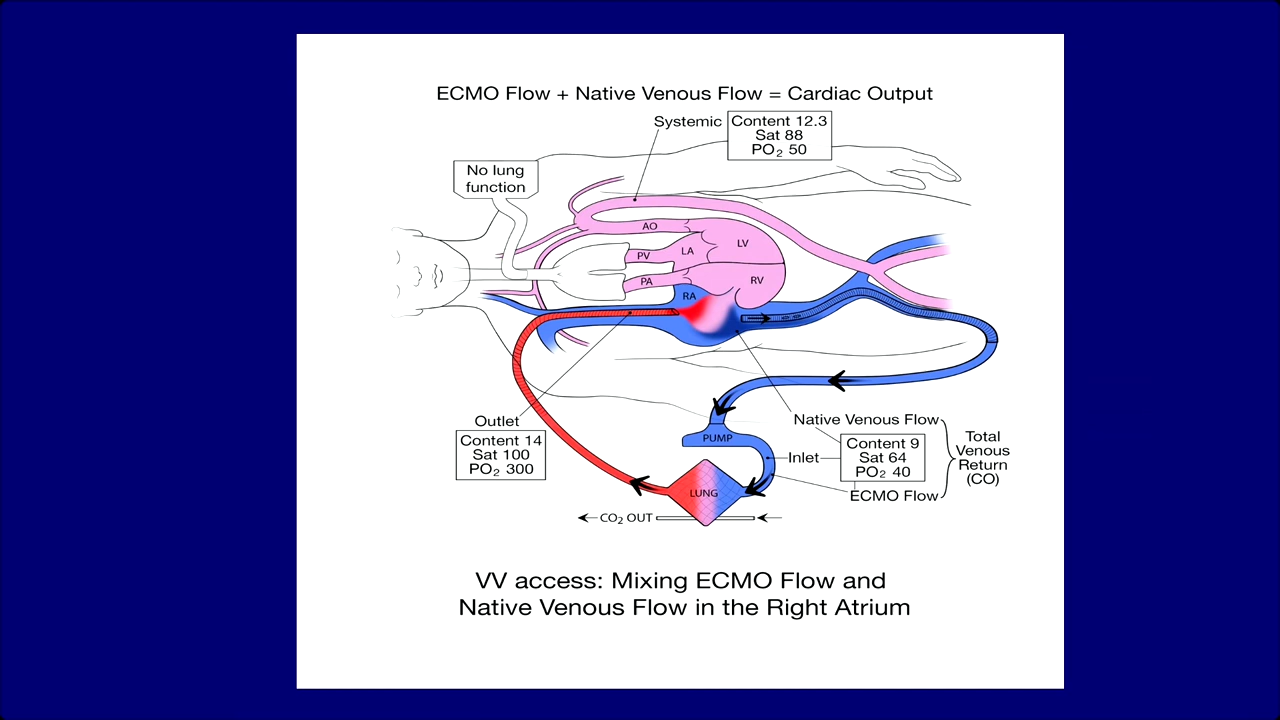 ECMO Flow + Native Venous Flow = Cardiac Output
Systemic
Content 12.3
Sat 88
PO₂ 50
No lung
function
AO
LV
PV
LA
PA
RV
RA
Outlet
Content 14
Sat 100
PO₂ 300
PUMP
LUNG
CO₂ OUT
Native Venous Flow
Inlet
Content 9
Sat 64
PO₂ 40
ECMO Flow
Total
Venous
Return
(CO)
VV access: Mixing ECMO Flow and
Native Venous Flow in the Right Atrium